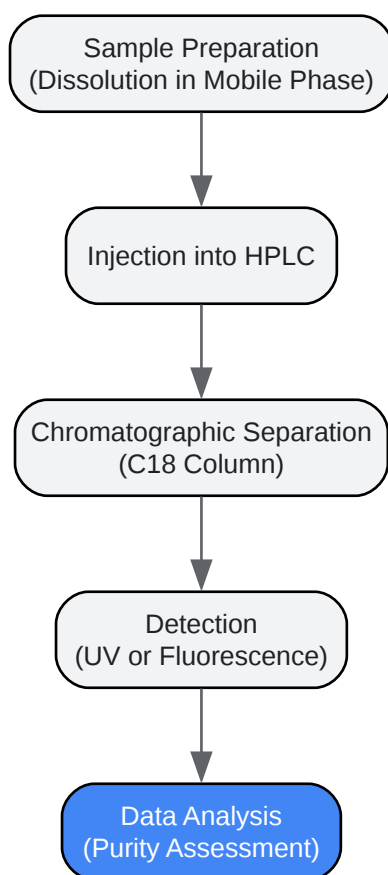 Sample Preparation
(Dissolution in Mobile Phase)
Injection into HPLC
Chromatographic Separation
(C18 Column)
Detection
(UV or Fluorescence)
Data Analysis
(Purity Assessment)